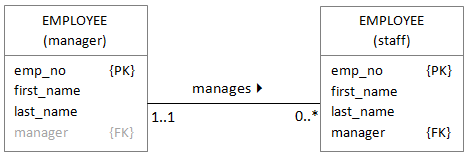 EMPLOYEE
(manager)
emp_no {PK}
first_name
last_name
manager {FK}
manages
1..1 0..*
EMPLOYEE
(staff)
emp_no {PK}
first_name
last_name
manager {FK}